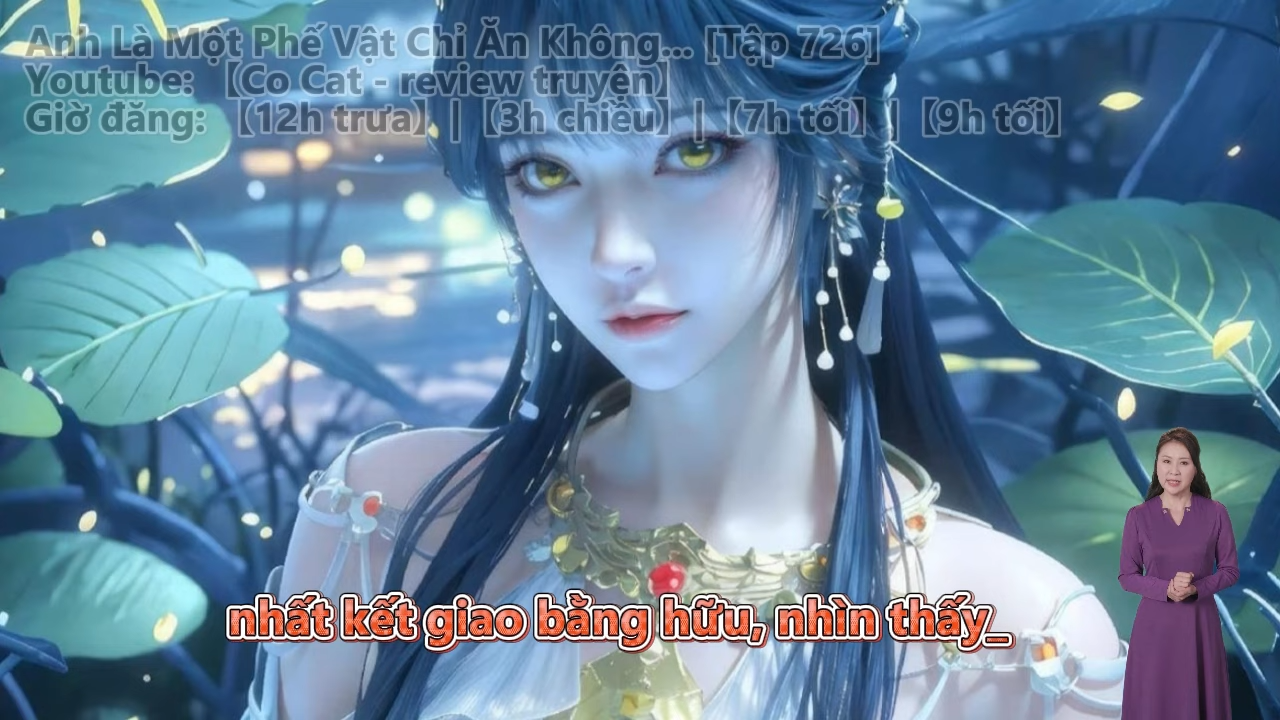 Anh Là Một Phế Vật Chỉ Ăn Không... [Tập 726]
Youtube: 【Co Cat - review truyện】
Giờ đăng: 【12h trưa】 | 【3h chiều】 | 【7h tối】 | 【9h tối】
nhất kết giao bằng hữu, nhìn thấy_